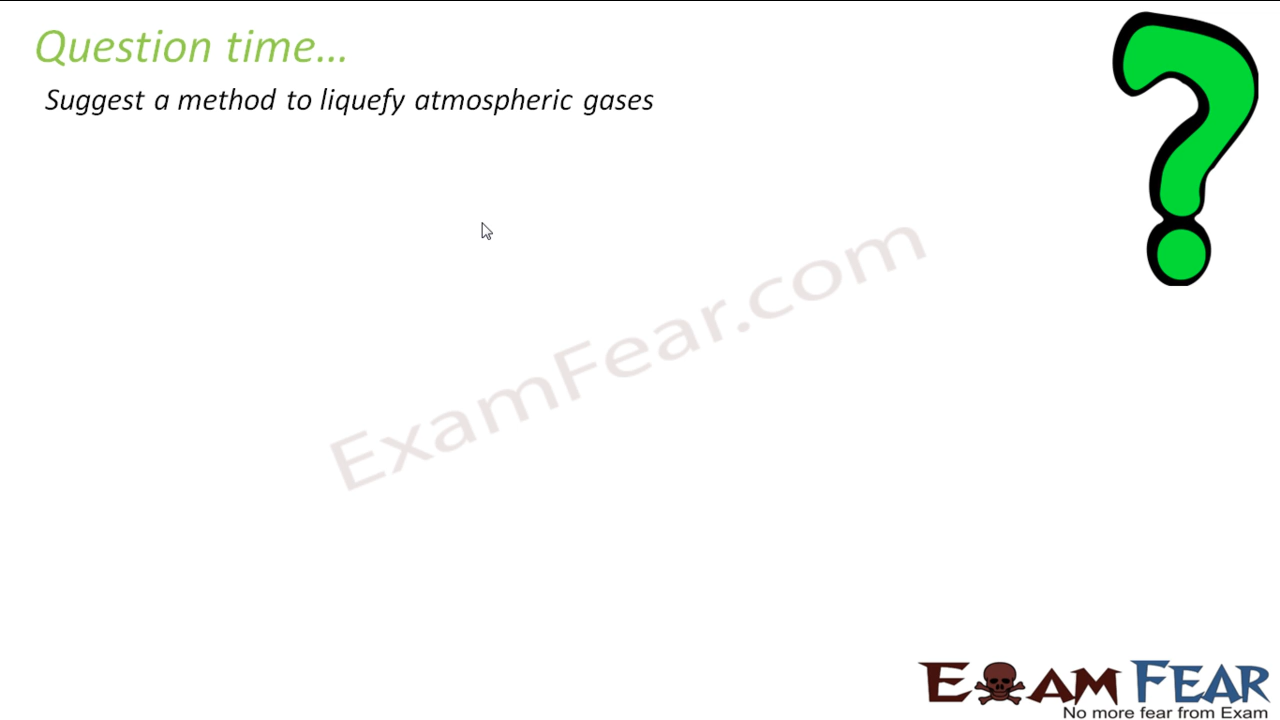 Question time...
Suggest a method to liquefy atmospheric gases
ExamFear.com
EXAM FEAR
No more fear from Exam